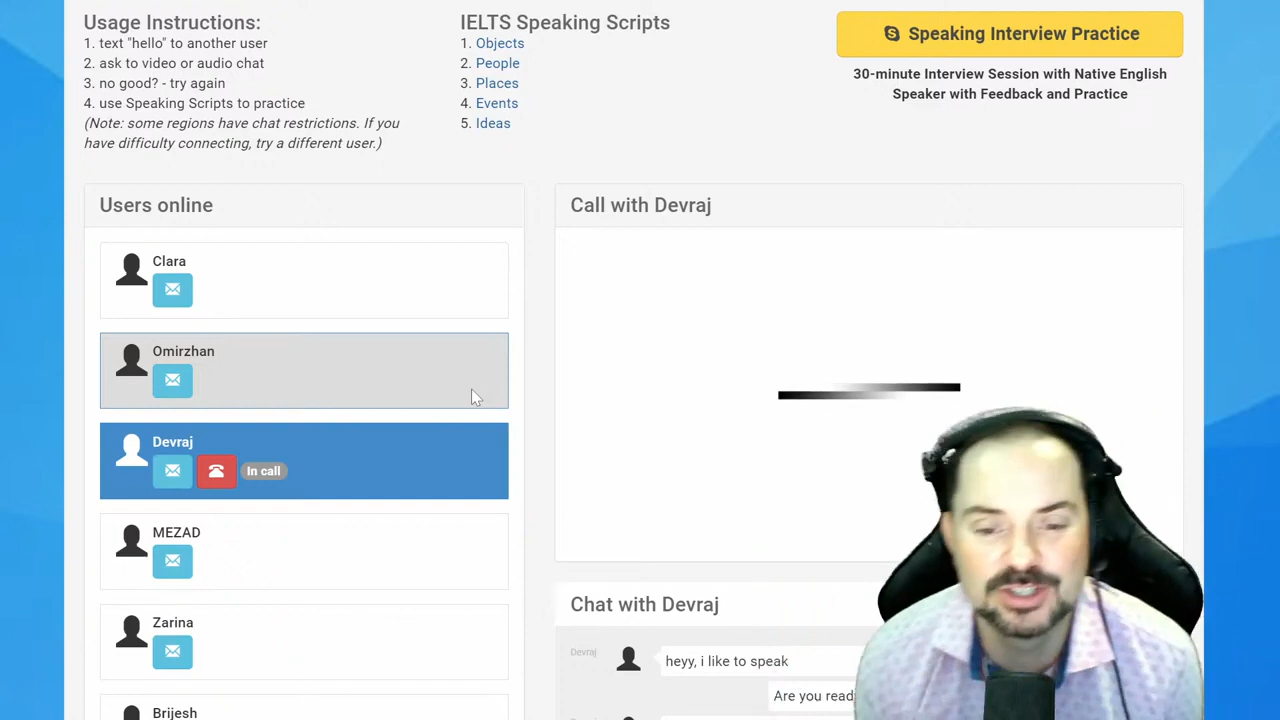 Usage Instructions:
1. text "hello" to another user
2. ask to video or audio chat
3. no good? - try again
4. use Speaking Scripts to practice
(Note: some regions have chat restrictions. If you
have difficulty connecting, try a different user.)
IELTS Speaking Scripts
1. Objects
2. People
3. Places
4. Events
5. Ideas
Speaking Interview Practice
30-minute Interview Session with Native English
Speaker with Feedback and Practice
Users online
Clara
Omirzhan
Devraj
In call
MEZAD
Zarina
Brijesh
Call with Devraj
Chat with Devraj
Devraj
heyy, i like to speak
Are you